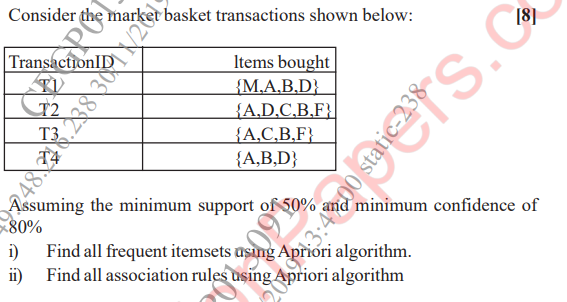 Consider the market basket transactions shown below: [8]
TransactionID Items bought
T1 {M,A,B,D}
T2 {A,D,C,B,F}
T3 {A,C,B,F}
T4 {A,B,D}
Assuming the minimum support of 50% and minimum confidence of
80%
i) Find all frequent itemsets using Apriori algorithm.
ii) Find all association rules using Apriori algorithm